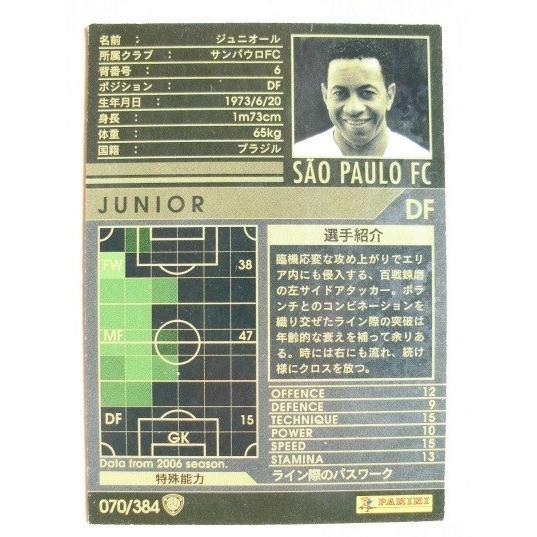 名前 : ジュニオール
所属クラブ : サンパウロFC
背番号 : 6
ポジション : DF
生年月日 : 1973/6/20
身長 : 1m73cm
体重 : 65kg
国籍 : ブラジル
SÃO PAULO FC
JUNIOR
DF
FW 38
MF 47
DF 15
GK
Data from 2006 season.
選手紹介
臨機応変な攻め上がりでエリ
ア内にも侵入する、百戦錬磨
の左サイドアタッカー。ボラ
ンチとのコンビネーションを
織り交ぜたライン際の突破は
年齢的な衰えを補って余りあ
る。時には右にも流れ、続け
様にクロスを放つ。
OFFENCE 12
DEFENCE 9
TECHNIQUE 15
POWER 10
SPEED 15
STAMINA 13
特殊能力 ライン際のパスワーク
070/384
PANINI